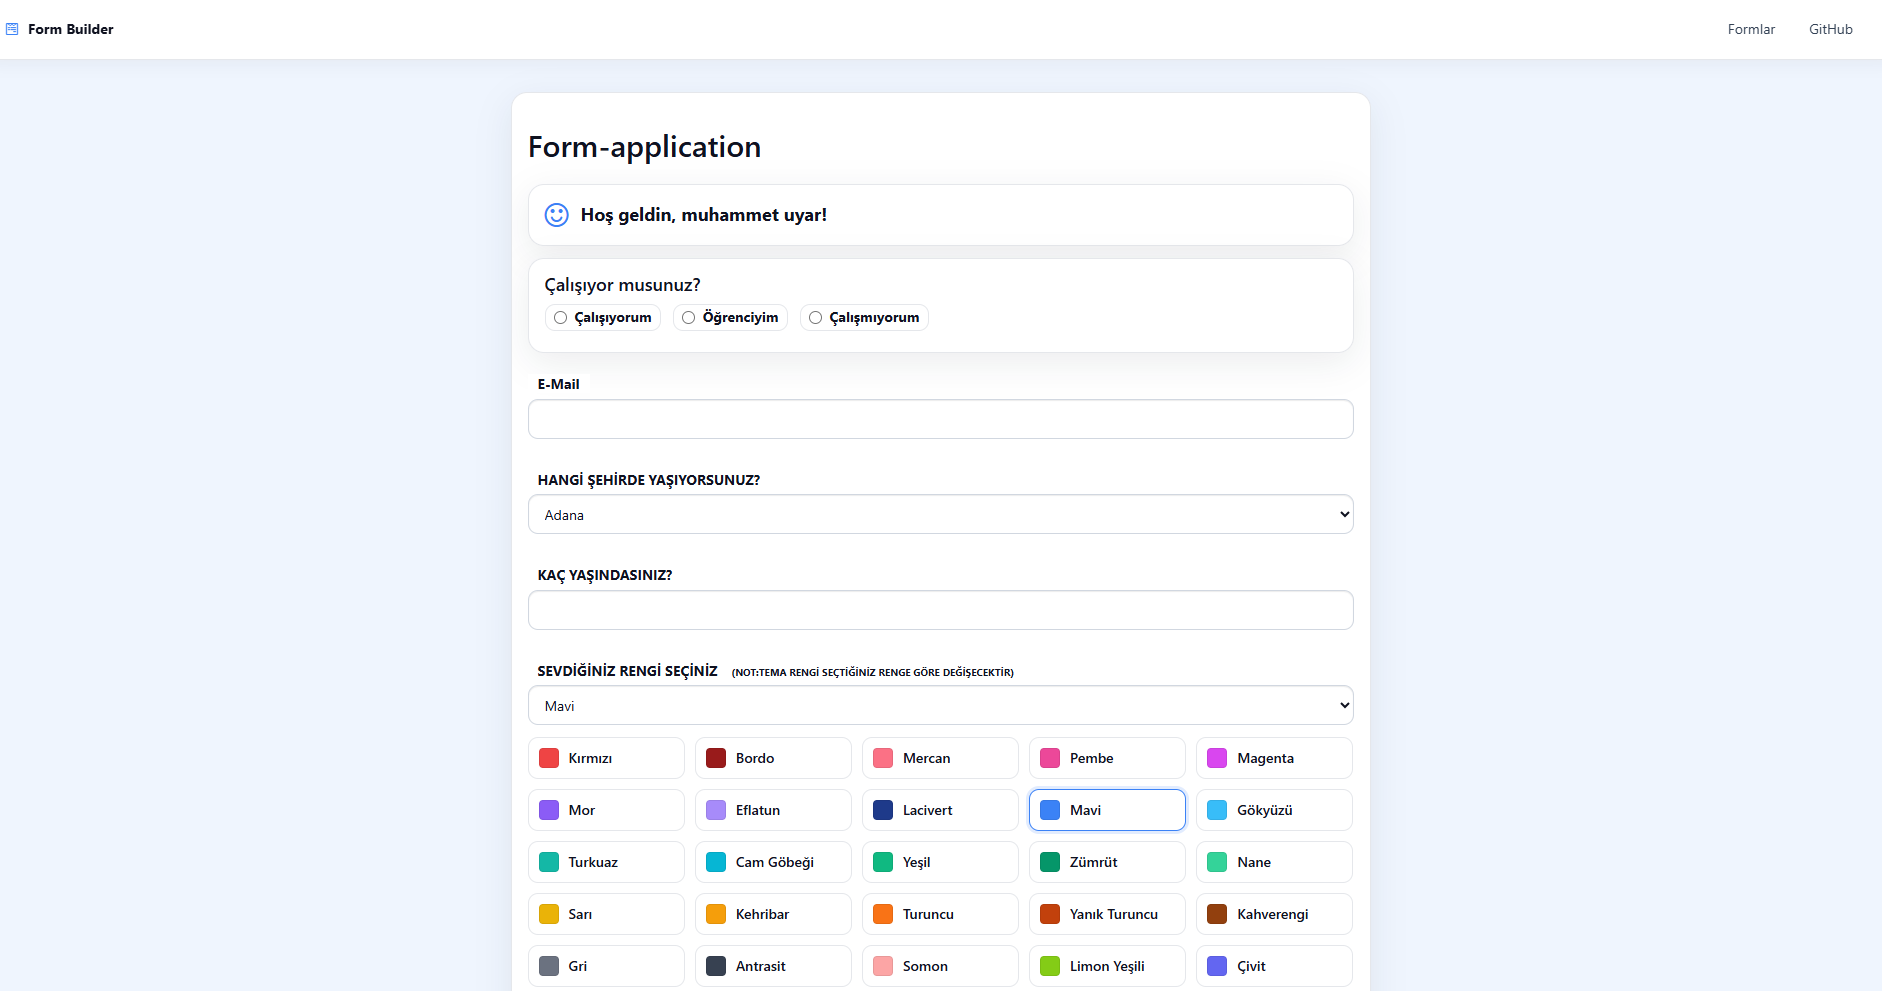 Form Builder
Formlar
GitHub
Form-application
Hoş geldin, muhammet uyar!
Çalışıyor musunuz?
Çalışıyorum Öğrenciyim Çalışmıyorum
E-Mail
HANGİ ŞEHİRDE YAŞIYORSUNUZ?
Adana
KAÇ YAŞINDASINIZ?
SEVDİĞİNİZ RENGİ SEÇİNİZ (NOT:TEMA RENGİ SEÇTİĞİNİZ RENGE GÖRE DEĞİŞECEKTİR)
Mavi
Kırmızı Bordo Mercan Pembe Magenta
Mor Eflatun Lacivert Mavi Gökyüzü
Turkuaz Cam Göbeği Yeşil Zümrüt Nane
Sarı Kehribar Turuncu Yanık Turuncu Kahverengi
Gri Antrasit Somon Limon Yeşili Çivit